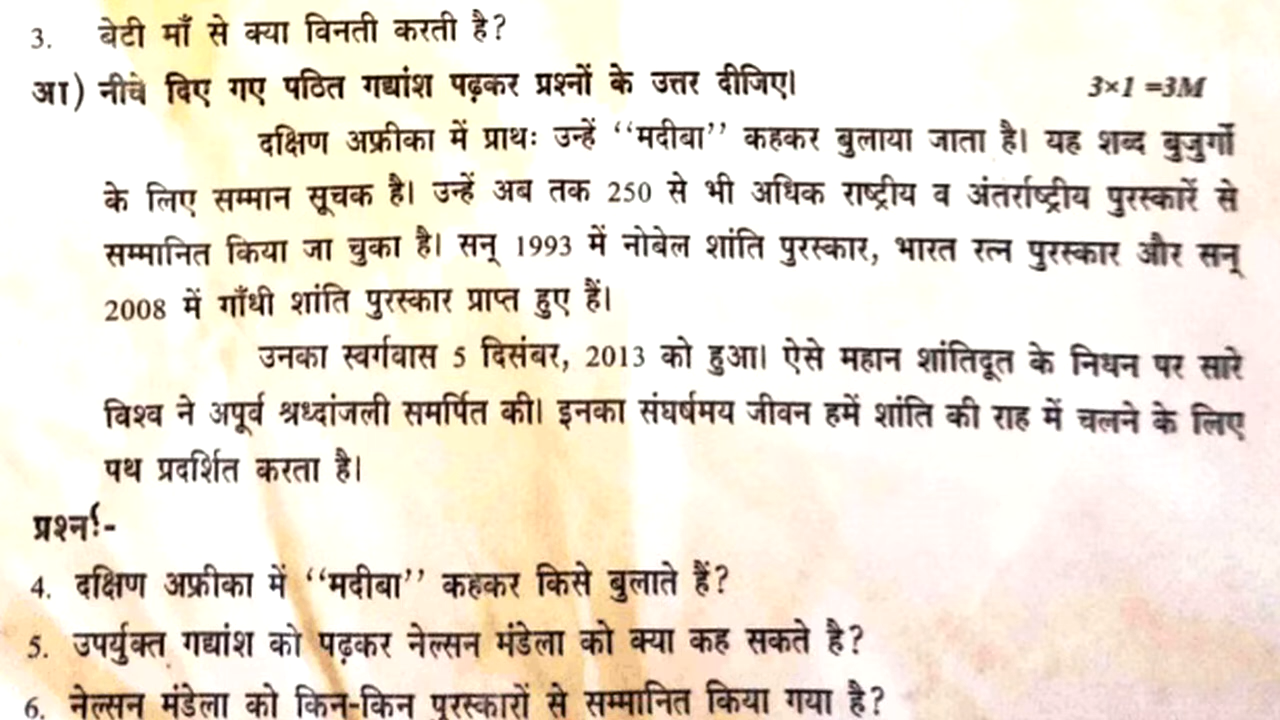 3. बेटी माँ से क्या विनती करती है?
आ) नीचे दिए गए पठित गद्यांश पढ़कर प्रश्नों के उत्तर दीजिए। 3×1 =3M
दक्षिण अफ्रीका में प्राथः उन्हें ‘‘मदीबा’’ कहकर बुलाया जाता है। यह शब्द बुजुर्गों
के लिए सम्मान सूचक है। उन्हें अब तक 250 से भी अधिक राष्ट्रीय व अंतर्राष्ट्रीय पुरस्कारें से
सम्मानित किया जा चुका है। सन् 1993 में नोबेल शांति पुरस्कार, भारत रत्न पुरस्कार और सन्
2008 में गाँधी शांति पुरस्कार प्राप्त हुए हैं।
उनका स्वर्गवास 5 दिसंबर, 2013 को हुआ। ऐसे महान शांतिदूत के निधन पर सारे
विश्व ने अपूर्व श्रध्दांजली समर्पित की। इनका संघर्षमय जीवन हमें शांति की राह में चलने के लिए
पथ प्रदर्शित करता है।
प्रश्न!-
4. दक्षिण अफ्रीका में ‘‘मदीबा’’ कहकर किसे बुलाते हैं?
5. उपर्युक्त गद्यांश को पढ़कर नेल्सन मंडेला को क्या कह सकते है?
6. नेल्सन मंडेला को किन-किन पुरस्कारों से सम्मानित किया गया है?